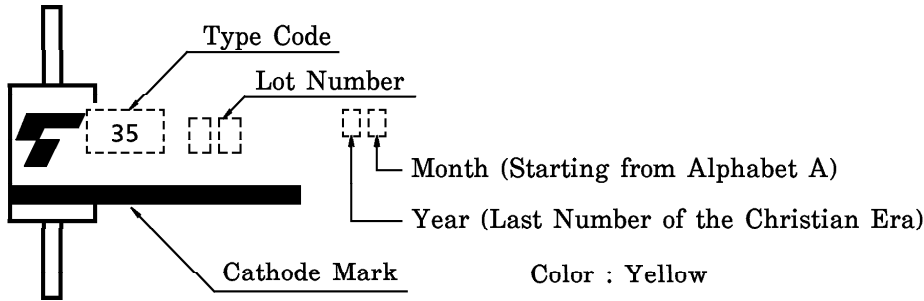 Type Code
Lot Number
35
Month (Starting from Alphabet A)
Year (Last Number of the Christian Era)
Cathode Mark
Color : Yellow